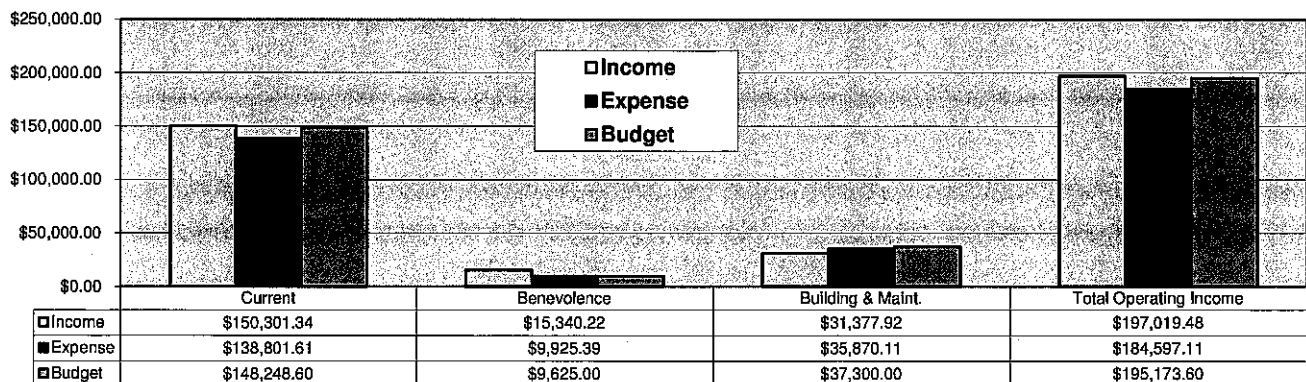 $250,000.00
$200,000.00
$150,000.00
$100,000.00
$50,000.00
$0.00
Income
Expense
Budget
Current Benevolence Building & Maint. Total Operating Income
Income $150,301.34 $15,340.22 $31,377.92 $197,019.48
Expense $138,801.61 $9,925.39 $35,870.11 $184,597.11
Budget $148,248.60 $9,625.00 $37,300.00 $195,173.60